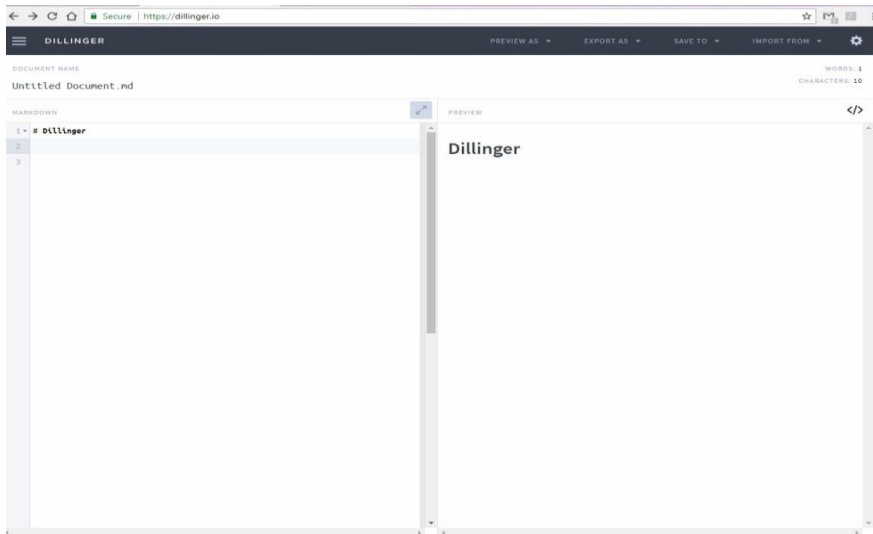 Secure | https://dillinger.io
DILLINGER PREVIEW AS EXPORT AS SAVE TO IMPORT FROM
DOCUMENT NAME WORDS: 1
Untitled Document.md CHARACTERS: 10
MARKDOWN PREVIEW </>
1 # Dillinger
2
3
Dillinger